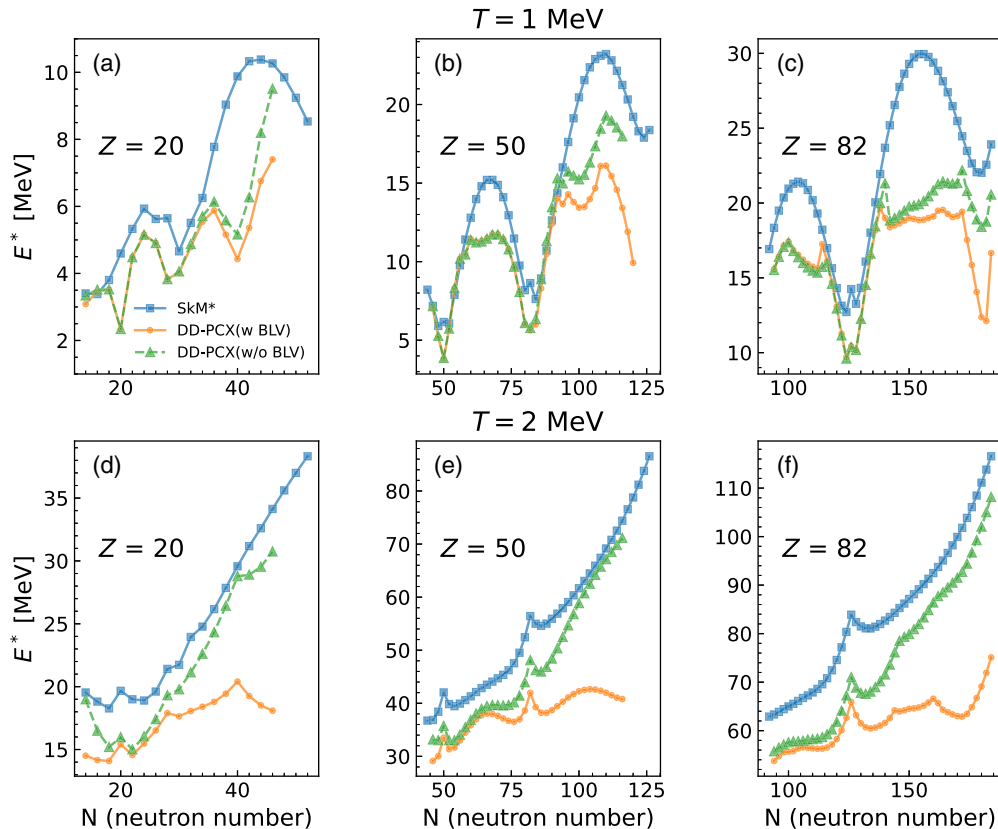 T = 1 MeV
(a)
(b)
(c)
Z = 20
Z = 50
Z = 82
E* [MeV]
10
8
6
4
2
20
15
10
5
30
25
20
15
10
SkM*
DD-PCX(w BLV)
DD-PCX(w/o BLV)
20
40
50
75
100
125
100
150
T = 2 MeV
(d)
(e)
(f)
Z = 20
Z = 50
Z = 82
E* [MeV]
35
30
25
20
15
80
70
60
50
40
30
110
100
90
80
70
60
20
40
50
75
100
125
100
150
N (neutron number)
N (neutron number)
N (neutron number)